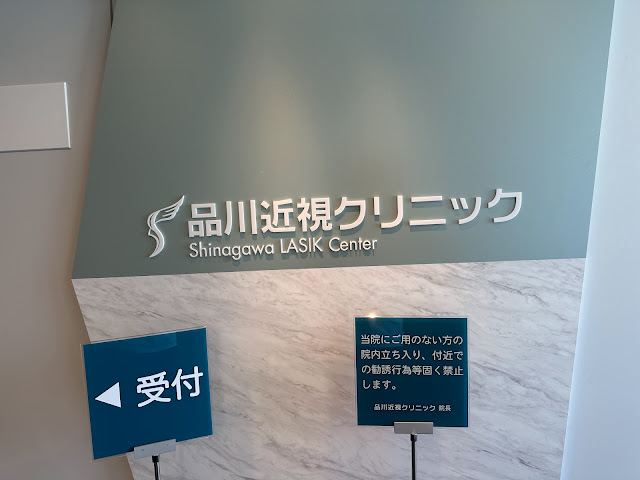 品川近視クリニック
Shinagawa LASIK Center
受付
当院にご用のない方の
院内立ち入り、付近で
の勧誘行為等固く禁止
します。
品川近視クリニック 院長